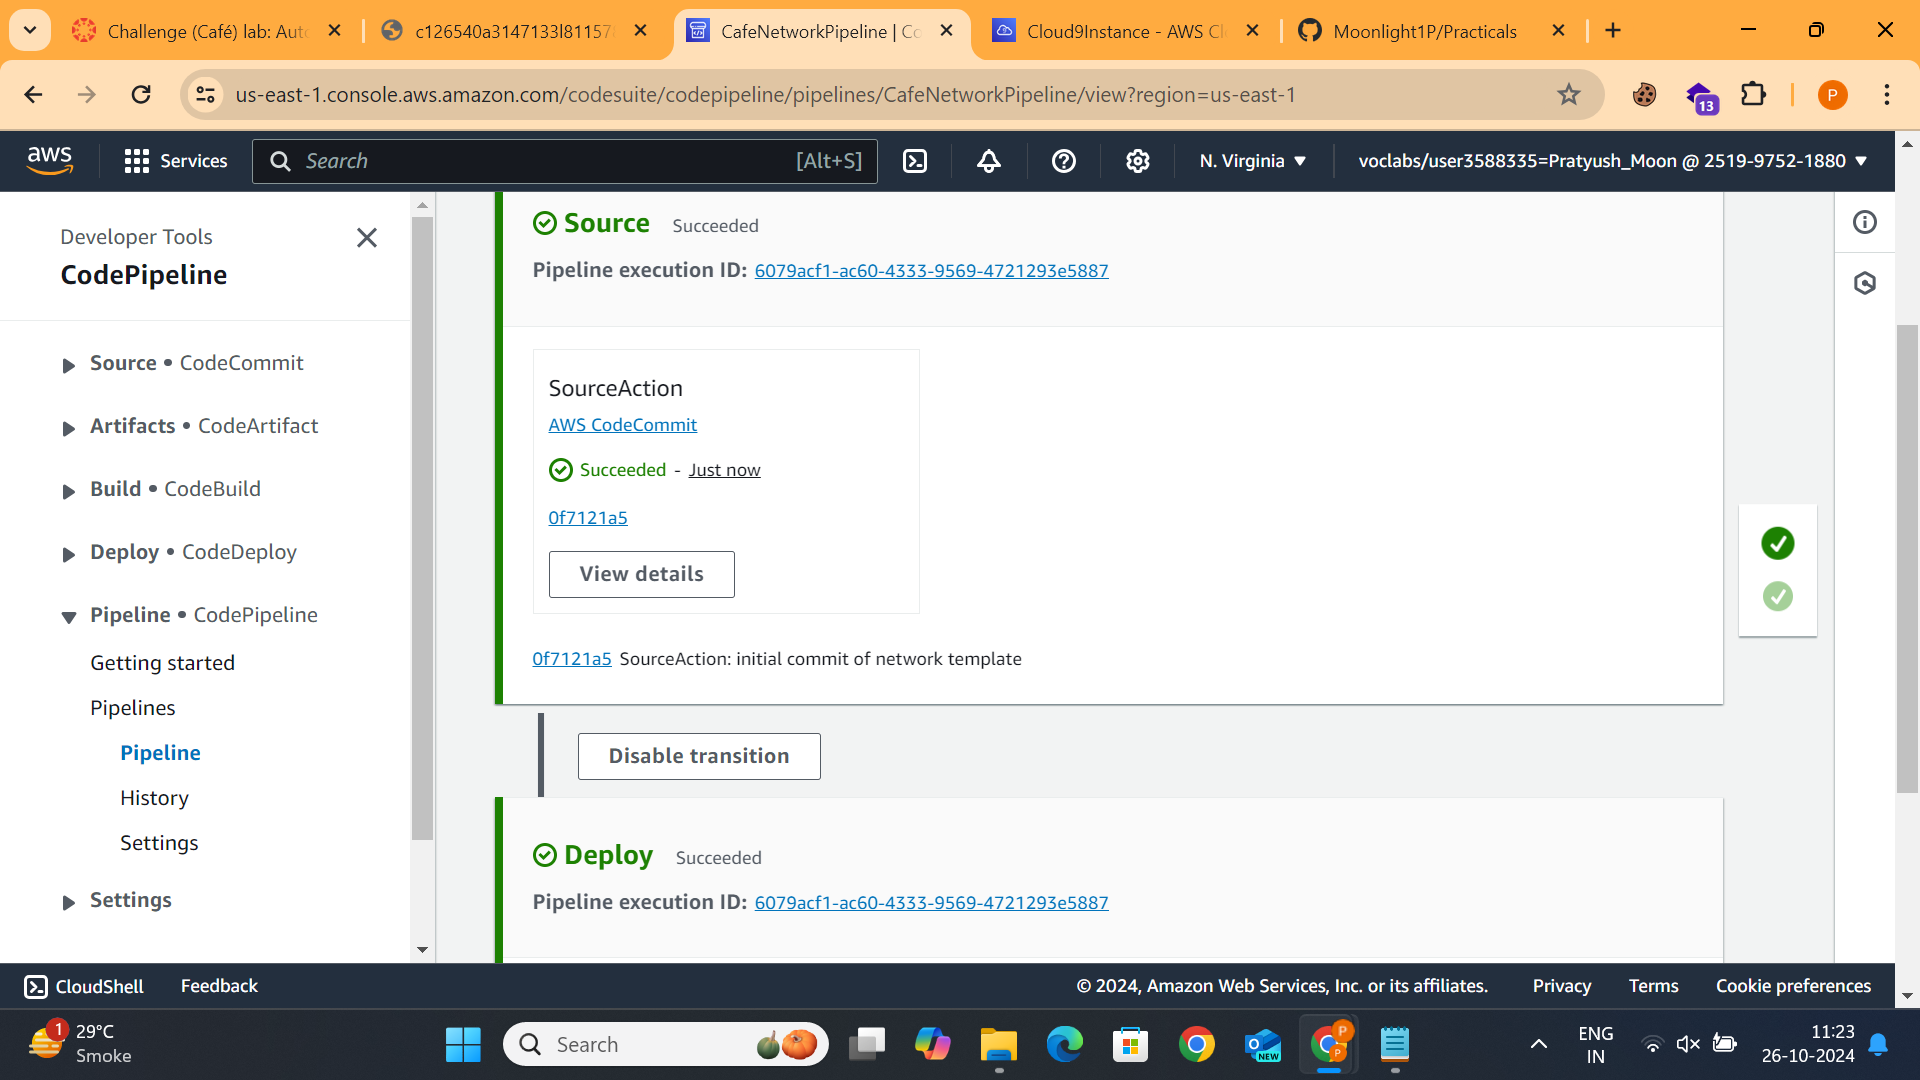 Challenge (Café) lab: Auto
c126540a3147133l81157
CafeNetworkPipeline | Co
Cloud9Instance - AWS Cl
Moonlight1P/Practicals
us-east-1.console.aws.amazon.com/codesuite/codepipeline/pipelines/CafeNetworkPipeline/view?region=us-east-1
13
P
aws
Services
Search
[Alt+S]
N. Virginia
voclabs/user3588335=Pratyush_Moon @ 2519-9752-1880
Developer Tools
CodePipeline
Source • CodeCommit
Artifacts • CodeArtifact
Build • CodeBuild
Deploy • CodeDeploy
Pipeline • CodePipeline
Getting started
Pipelines
Pipeline
History
Settings
Settings
Source Succeeded
Pipeline execution ID: 6079acf1-ac60-4333-9569-4721293e5887
SourceAction
AWS CodeCommit
Succeeded - Just now
0f7121a5
View details
0f7121a5 SourceAction: initial commit of network template
Disable transition
Deploy Succeeded
Pipeline execution ID: 6079acf1-ac60-4333-9569-4721293e5887
CloudShell
Feedback
© 2024, Amazon Web Services, Inc. or its affiliates.
Privacy
Terms
Cookie preferences
1
29°C
Smoke
Search
NEW
P
P
ENG
IN
11:23
26-10-2024